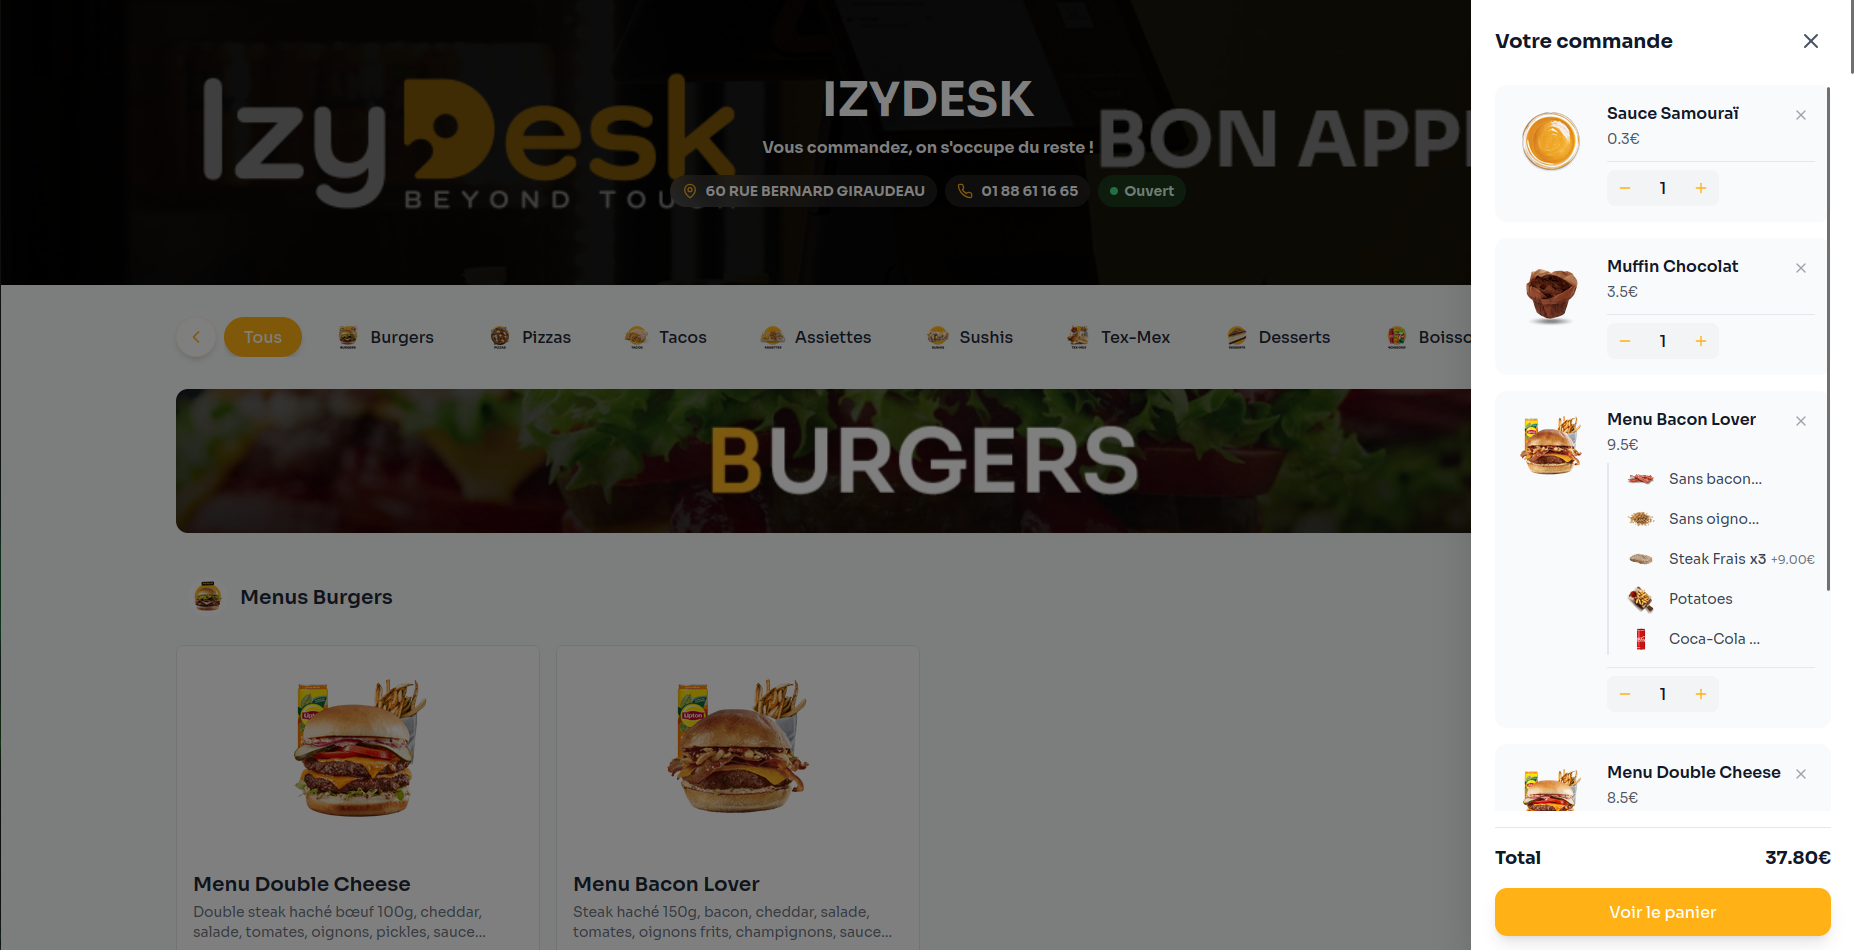 IzyDesk
BEYOND TOU
IZYDESK
Vous commandez, on s'occupe du reste !
BON APP
60 RUE BERNARD GIRAUDEAU
01 88 61 16 65
Ouvert
Tous
Burgers
Pizzas
Tacos
Assiettes
Sushis
Tex-Mex
Desserts
Boisso
BURGERS
Menus Burgers
Lipton
Menu Double Cheese
Double steak haché bœuf 100g, cheddar,
salade, tomates, oignons, pickles, sauce...
Lipton
Menu Bacon Lover
Steak haché 150g, bacon, cheddar, salade,
tomates, oignons frits, champignons, sauce...
Votre commande
Sauce Samouraï
0.3€
− 1 +
Muffin Chocolat
3.5€
− 1 +
Menu Bacon Lover
9.5€
Sans bacon...
Sans oigno...
Steak Frais x3 +9.00€
Potatoes
Coca-Cola ...
− 1 +
Menu Double Cheese
8.5€
Total 37.80€
Voir le panier